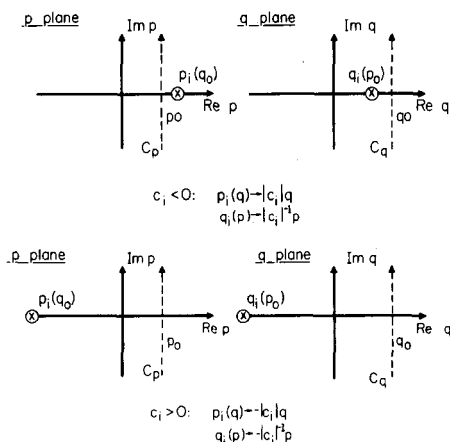 p plane
q plane
Im p
Im q
p_i(q_0)
q_i(p_0)
Re p
Re q
p_0
q_0
C_p
C_q
c_i < 0: p_i(q) → |c_i| q
q_i(p) → |c_i|^{-1} p
p plane
q plane
Im p
Im q
p_i(q_0)
q_i(p_0)
Re p
Re q
p_0
q_0
C_p
C_q
c_i > 0: p_i(q) ← -|c_i| q
q_i(p) ← -|c_i|^{-1} p